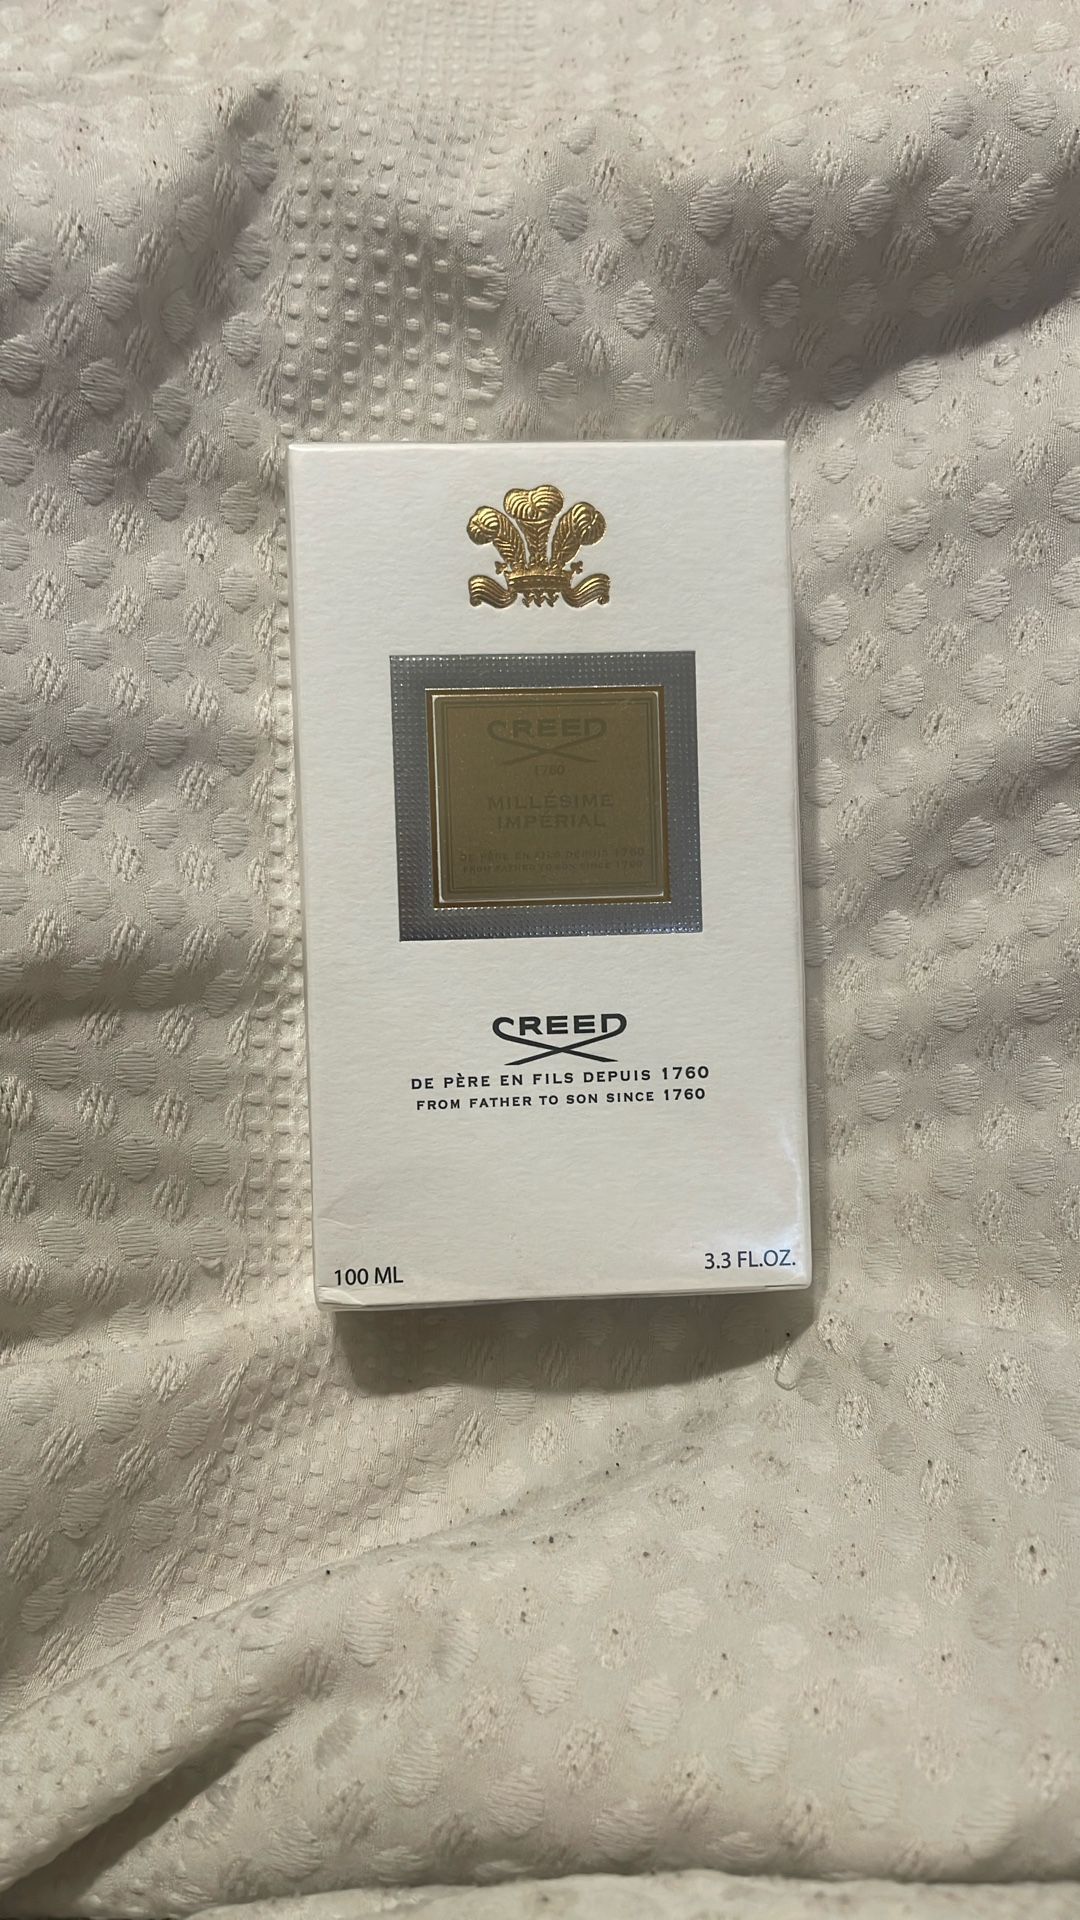 CREED
1760
MILLÉSIME
IMPÉRIAL
DE PÈRE EN FILS DEPUIS 1760
FROM FATHER TO SON SINCE 1760
CREED
DE PÈRE EN FILS DEPUIS 1760
FROM FATHER TO SON SINCE 1760
100 ML
3.3 FL.OZ.